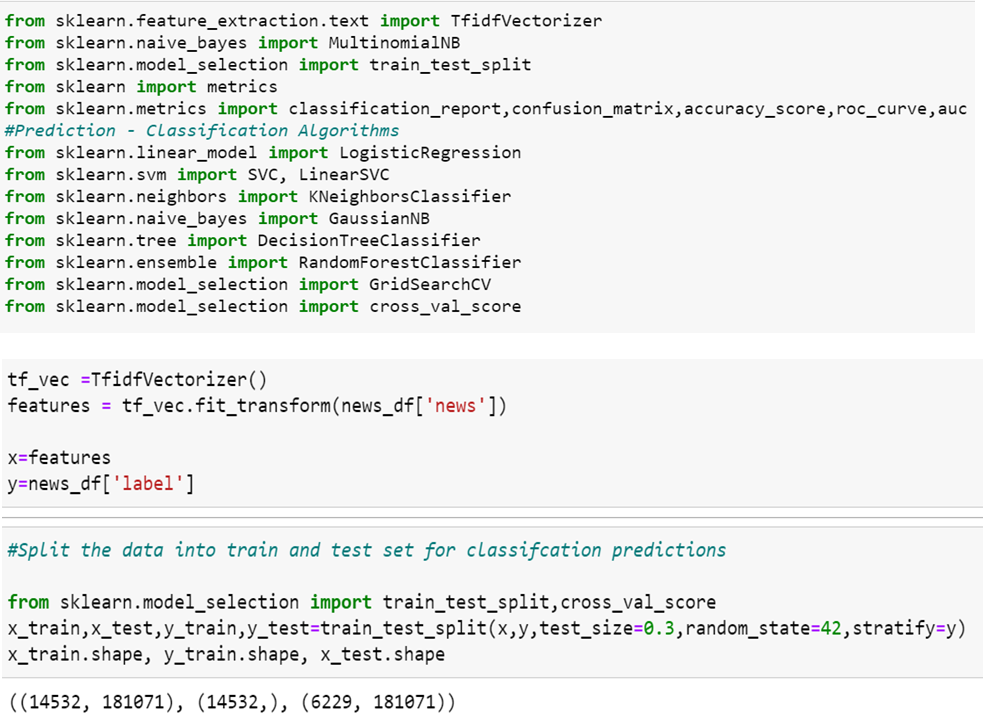 from sklearn.feature_extraction.text import TfidfVectorizer
from sklearn.naive_bayes import MultinomialNB
from sklearn.model_selection import train_test_split
from sklearn import metrics
from sklearn.metrics import classification_report,confusion_matrix,accuracy_score,roc_curve,auc
#Prediction - Classification Algorithms
from sklearn.linear_model import LogisticRegression
from sklearn.svm import SVC, LinearSVC
from sklearn.neighbors import KNeighborsClassifier
from sklearn.naive_bayes import GaussianNB
from sklearn.tree import DecisionTreeClassifier
from sklearn.ensemble import RandomForestClassifier
from sklearn.model_selection import GridSearchCV
from sklearn.model_selection import cross_val_score
tf_vec =TfidfVectorizer()
features = tf_vec.fit_transform(news_df['news'])
x=features
y=news_df['label']
#Split the data into train and test set for classifcation predictions
from sklearn.model_selection import train_test_split,cross_val_score
x_train,x_test,y_train,y_test=train_test_split(x,y,test_size=0.3,random_state=42,stratify=y)
x_train.shape, y_train.shape, x_test.shape
((14532, 181071), (14532,), (6229, 181071))